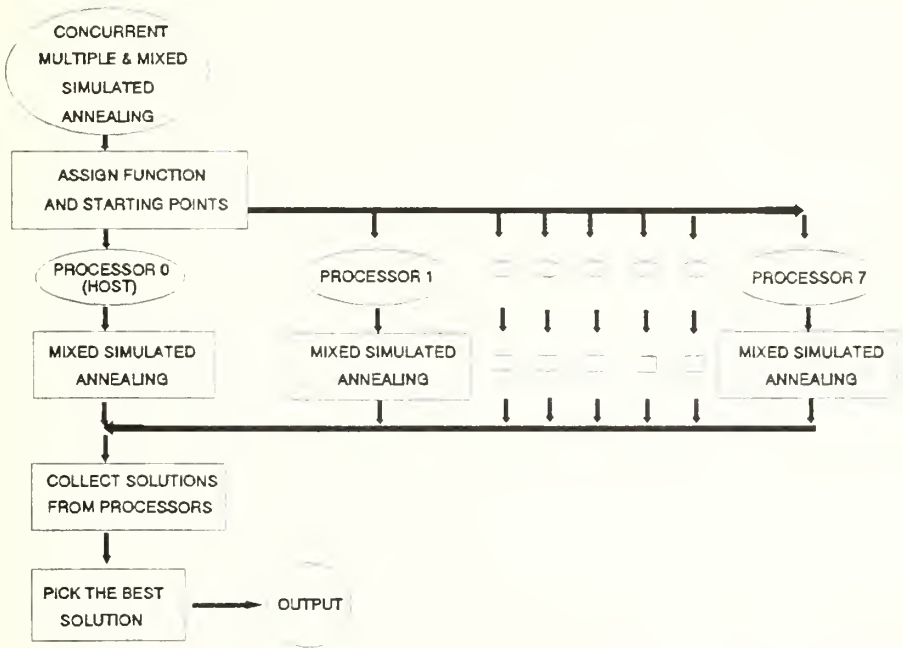 CONCURRENT
MULTIPLE & MIXED
SIMULATED
ANNEALING
ASSIGN FUNCTION
AND STARTING POINTS
PROCESSOR 0
(HOST)
PROCESSOR 1
PROCESSOR 7
MIXED SIMULATED
ANNEALING
MIXED SIMULATED
ANNEALING
MIXED SIMULATED
ANNEALING
COLLECT SOLUTIONS
FROM PROCESSORS
PICK THE BEST
SOLUTION
OUTPUT